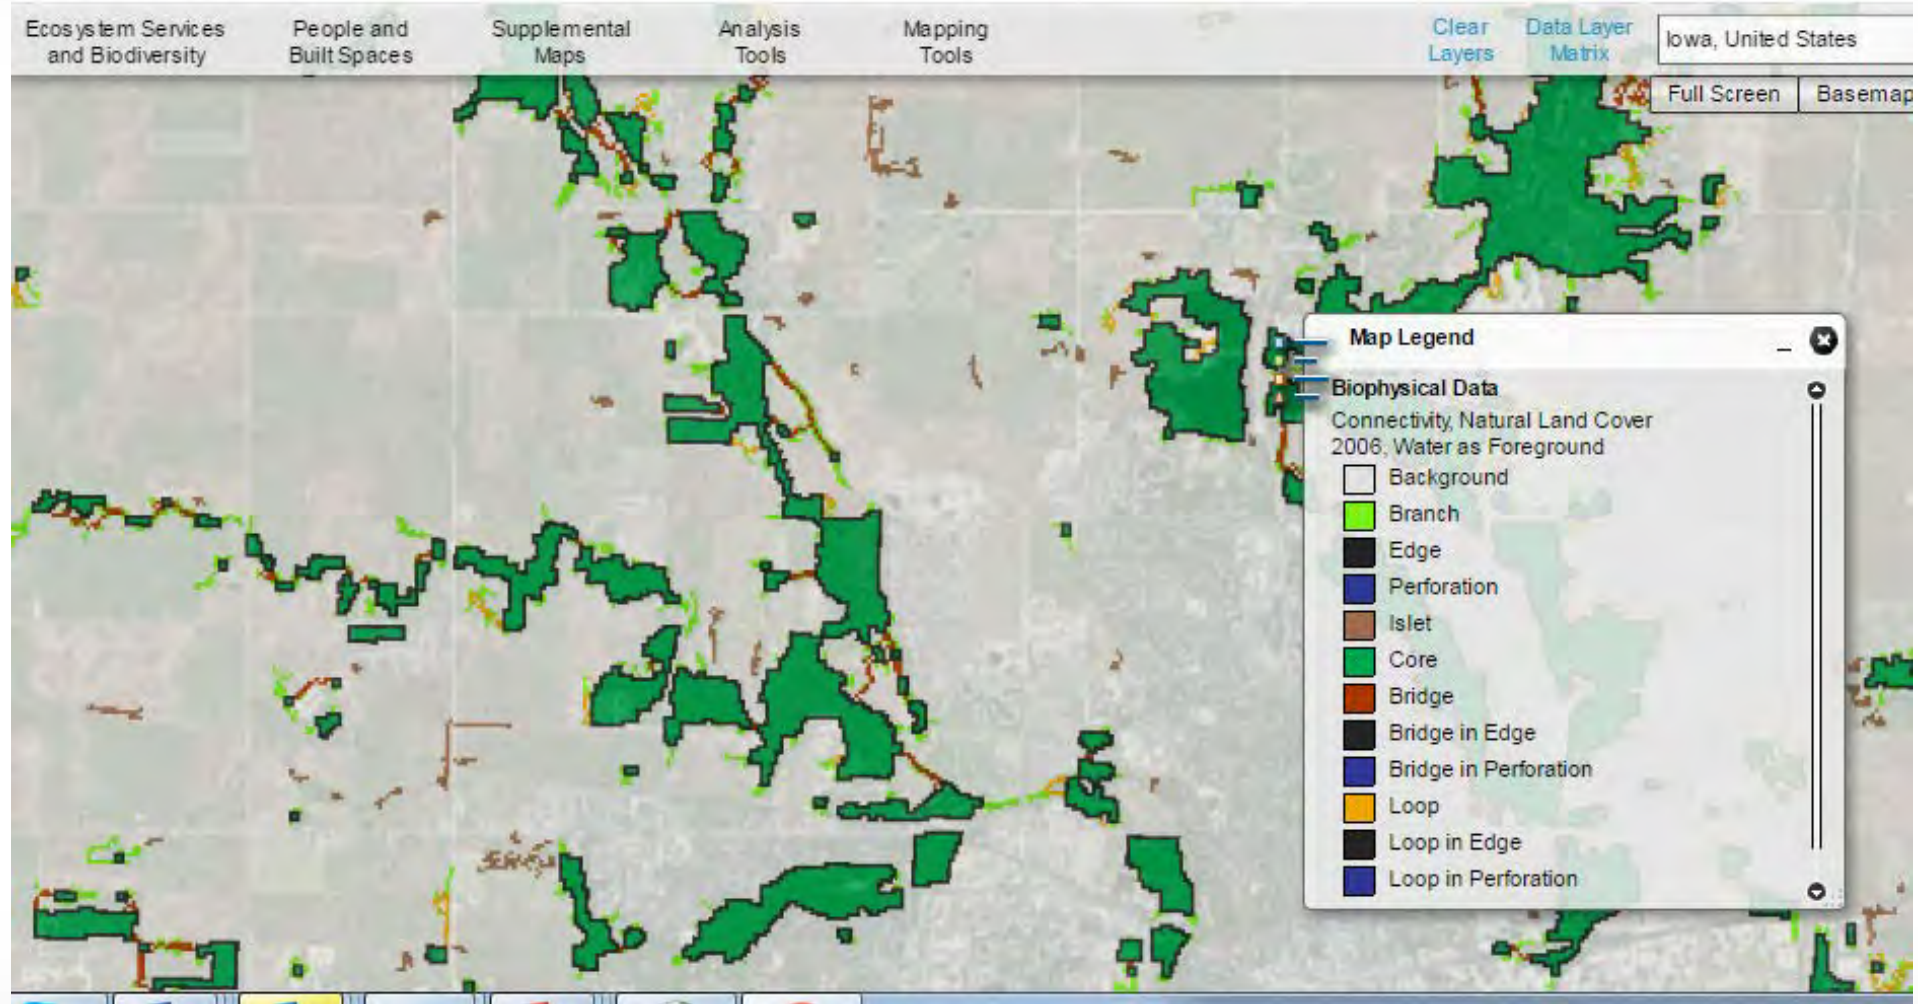 Ecosystem Services
and Biodiversity
People and
Built Spaces
Supplemental
Maps
Analysis
Tools
Mapping
Tools
Clear
Layers
Data Layer
Matrix
Iowa, United States
Full Screen
Basemap
Map Legend
Biophysical Data
Connectivity, Natural Land Cover
2006, Water as Foreground
Background
Branch
Edge
Perforation
Islet
Core
Bridge
Bridge in Edge
Bridge in Perforation
Loop
Loop in Edge
Loop in Perforation